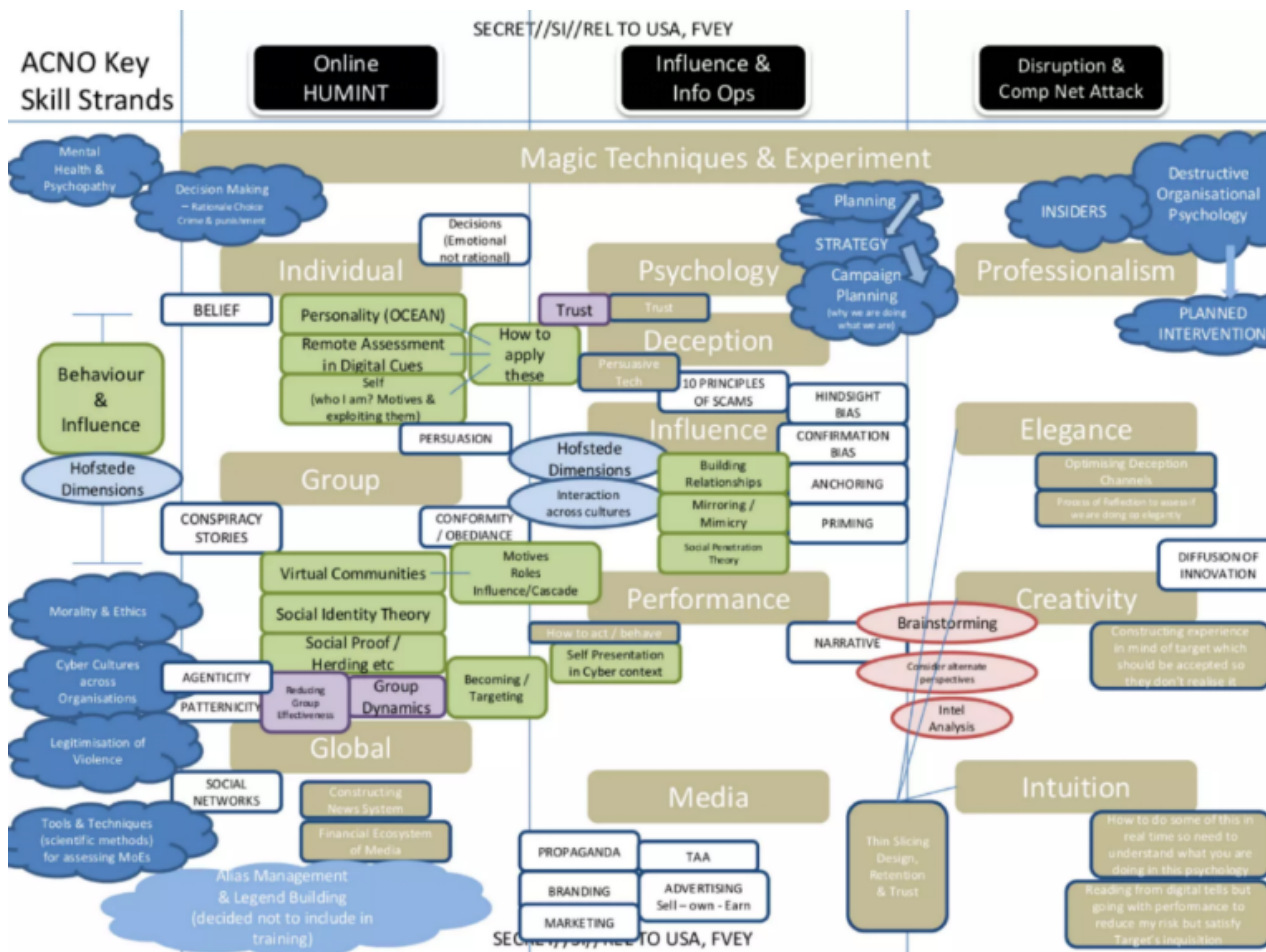 SECRET//SI//REL TO USA, FVEY
ACNO Key
Skill Strands
Online
HUMINT
Influence &
Info Ops
Disruption &
Comp Net Attack
Magic Techniques & Experiment
Mental
Health &
Psychopathy
Decision Making
– Rationale Choice
Crime & punishment
Decisions
(Emotional
not rational)
Planning
STRATEGY
Campaign
Planning
(why we are doing
what we are)
INSIDERS
Destructive
Organisational
Psychology
PLANNED
INTERVENTION
Individual
Psychology
Professionalism
BELIEF
Personality (OCEAN)
Remote Assessment
in Digital Cues
Self
(who I am? Motives &
exploiting them)
How to
apply
these
Trust
Trust
Deception
Persuasive
Tech
10 PRINCIPLES
OF SCAMS
HINDSIGHT
BIAS
Behaviour
&
Influence
Hofstede
Dimensions
PERSUASION
Influence
CONFIRMATION
BIAS
Hofstede
Dimensions
Interaction
across cultures
Building
Relationships
Mirroring /
Mimicry
Social Penetration
Theory
ANCHORING
PRIMING
Elegance
Optimising Deception
Channels
Process of Reflection to assess if
we are doing op elegantly
Group
CONSPIRACY
STORIES
CONFORMITY
/ OBEDIANCE
Virtual Communities
Motives
Roles
Influence/Cascade
Social Identity Theory
Social Proof /
Herding etc
DIFFUSION OF
INNOVATION
Performance
How to act / behave
Self Presentation
in Cyber context
NARRATIVE
Creativity
Brainstorming
Consider alternate
perspectives
Intel
Analysis
Constructing experience
in mind of target which
should be accepted so
they don't realise it
Morality & Ethics
Cyber Cultures
across
Organisations
AGENTICITY
PATTERNICITY
Reducing
Group
Effectiveness
Group
Dynamics
Becoming /
Targeting
Legitimisation of
Violence
Global
SOCIAL
NETWORKS
Constructing
News System
Financial Ecosystem
of Media
Tools & Techniques
(scientific methods)
for assessing MoEs
Alias Management
& Legend Building
(decided not to include in
training)
Media
PROPAGANDA
TAA
BRANDING
ADVERTISING
Sell – own - Earn
MARKETING
Thin Slicing
Design,
Retention
& Trust
Intuition
How to do some of this in
real time so need to
understand what you are
doing in this psychology
Reading from digital tells but
going with performance to
reduce my risk but satisfy
Target's inquisition
SECRET//SI//REL TO USA, FVEY